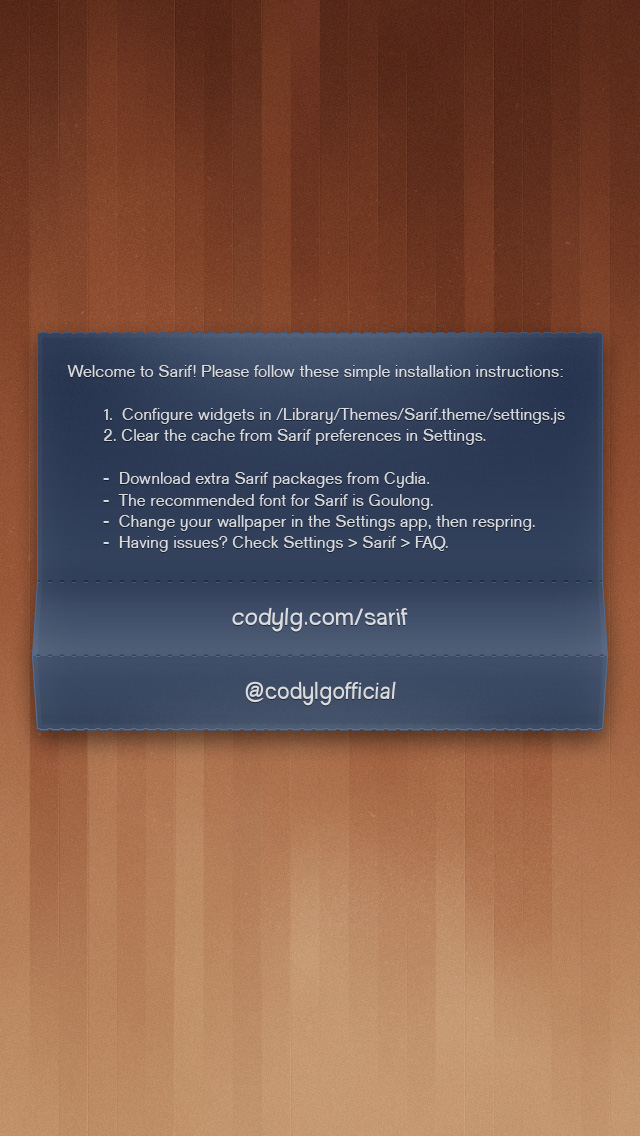 Welcome to Sarif! Please follow these simple installation instructions:
1. Configure widgets in /Library/Themes/Sarif.theme/settings.js
2. Clear the cache from Sarif preferences in Settings.
- Download extra Sarif packages from Cydia.
- The recommended font for Sarif is Goulong.
- Change your wallpaper in the Settings app, then respring.
- Having issues? Check Settings > Sarif > FAQ.
codylg.com/sarif
@codylgofficial